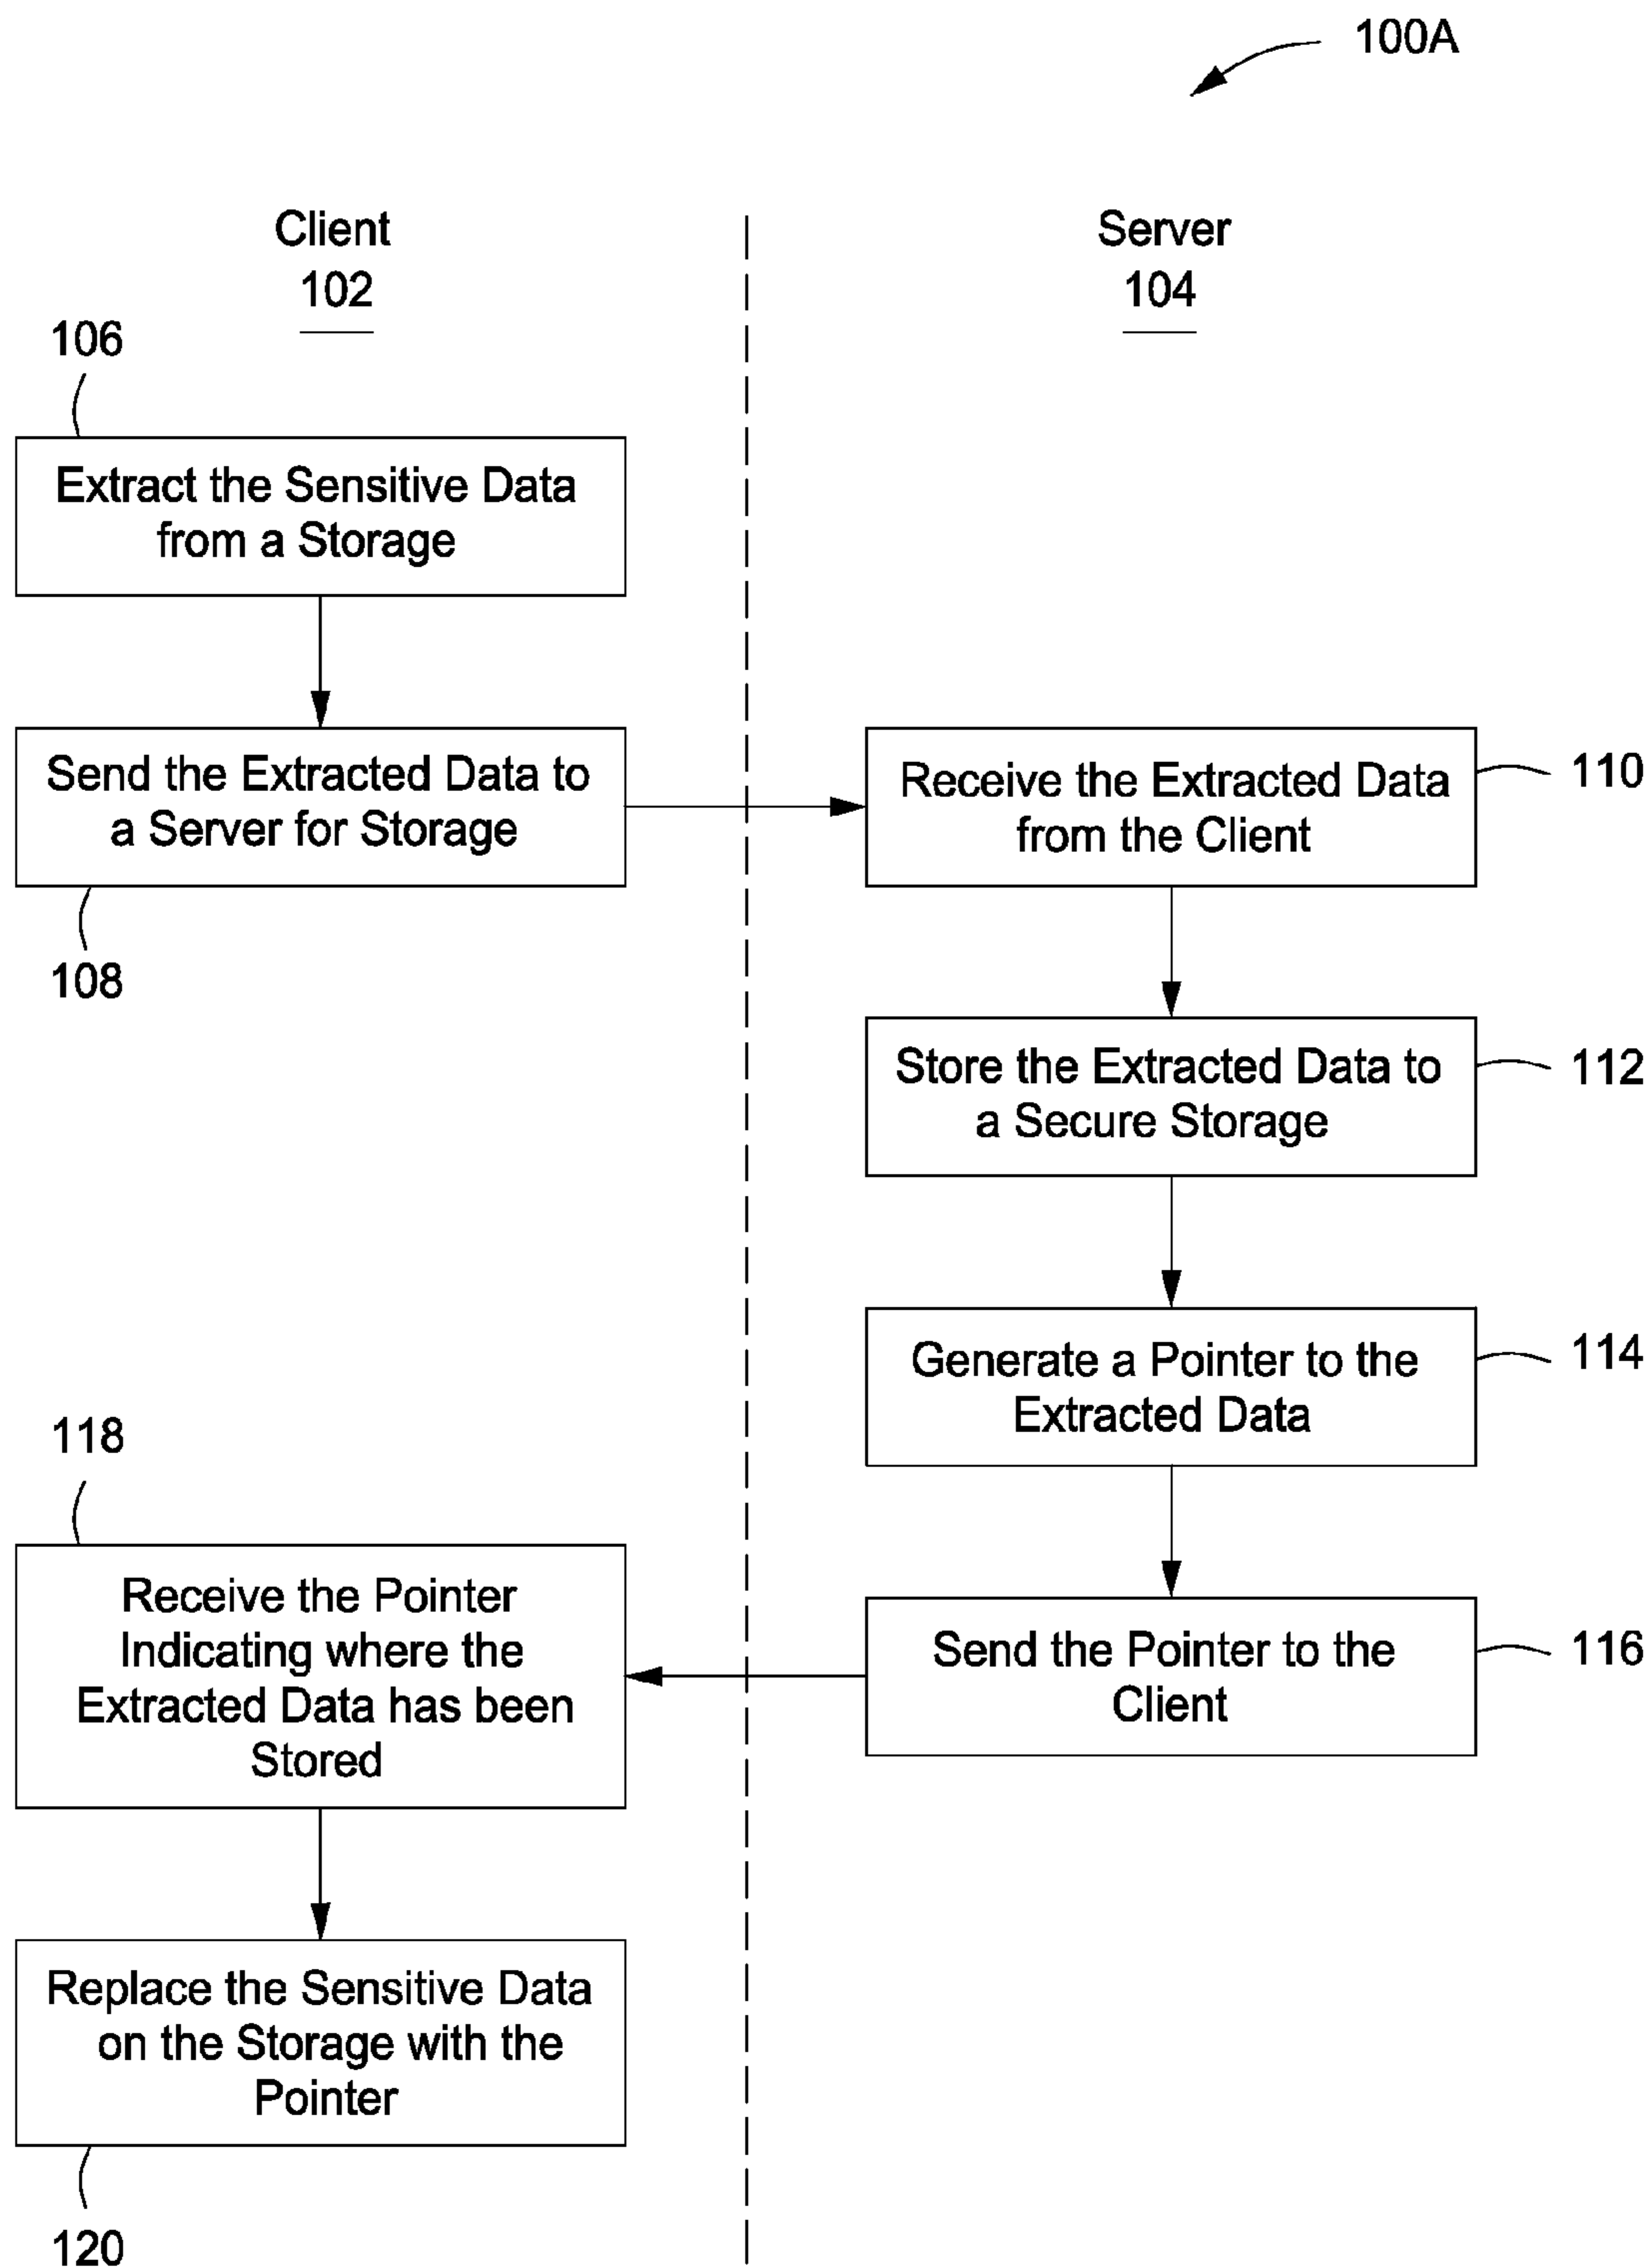 100A
Client
102
Server
104
106
Extract the Sensitive Data
from a Storage
Send the Extracted Data to
a Server for Storage
108
Receive the Extracted Data
from the Client
110
Store the Extracted Data to
a Secure Storage
112
Generate a Pointer to the
Extracted Data
114
Send the Pointer to the
Client
116
118
Receive the Pointer
Indicating where the
Extracted Data has been
Stored
Replace the Sensitive Data
on the Storage with the
Pointer
120